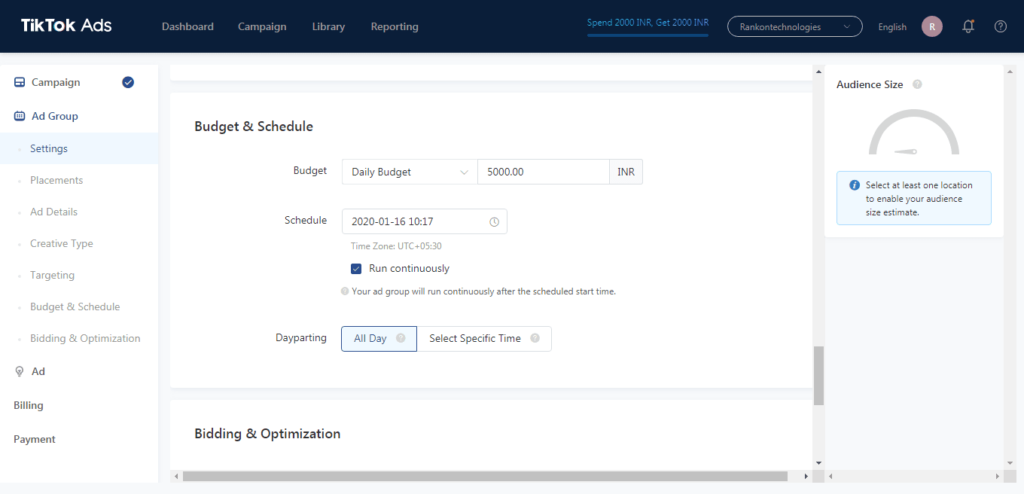 TikTok Ads
Dashboard
Campaign
Library
Reporting
Spend 2000 INR, Get 2000 INR
Rankontechnologies
English
R
?
Campaign
Ad Group
Settings
Placements
Ad Details
Creative Type
Targeting
Budget & Schedule
Bidding & Optimization
Ad
Billing
Payment
Budget & Schedule
Budget
Daily Budget
5000.00
INR
Schedule
2020-01-16 10:17
Time Zone: UTC+05:30
Run continuously
? Your ad group will run continuously after the scheduled start time.
Dayparting
All Day ?
Select Specific Time ?
Bidding & Optimization
Audience Size ?
i Select at least one location
to enable your audience
size estimate.